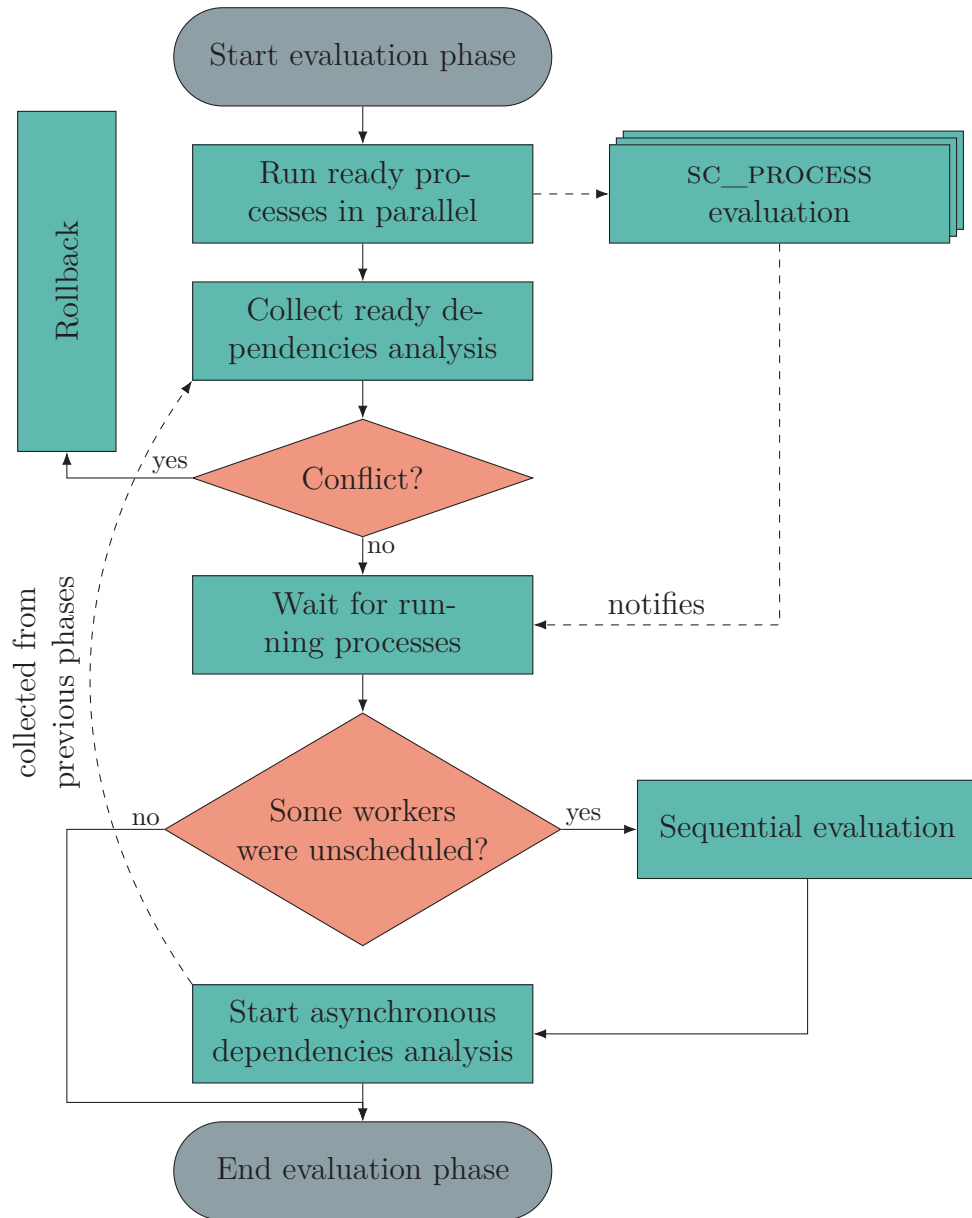 Start evaluation phase
Run ready pro-
cesses in parallel
SC__PROCESS
evaluation
Rollback
Collect ready de-
pendencies analysis
yes
Conflict?
no
Wait for run-
ning processes
notifies
collected from
previous phases
no
Some workers
were unscheduled?
yes
Sequential evaluation
Start asynchronous
dependencies analysis
End evaluation phase